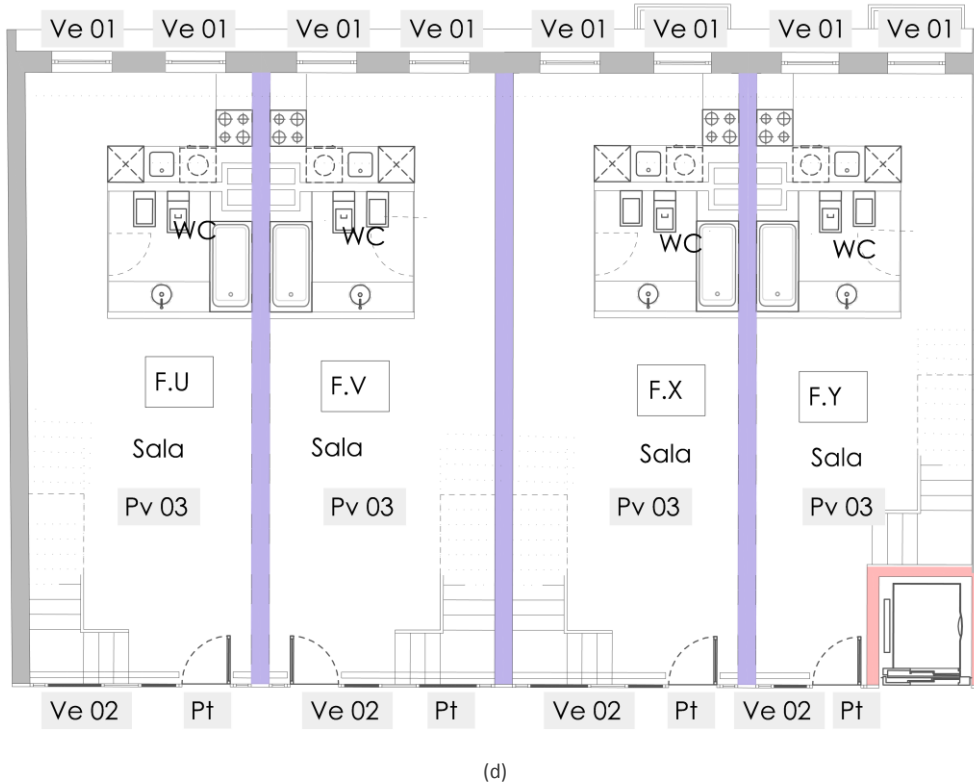 Ve 01 Ve 01 Ve 01 Ve 01 Ve 01 Ve 01 Ve 01 Ve 01
WC WC WC WC
F.U F.V F.X F.Y
Sala Sala Sala Sala
Pv 03 Pv 03 Pv 03 Pv 03
Ve 02 Pt Ve 02 Pt Ve 02 Pt Ve 02 Pt
(d)